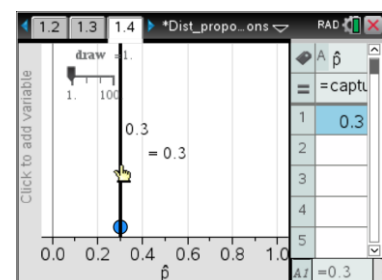 1.2 1.3 1.4 *Dist_propo...ons RAD
draw = 1.
1. 100
0.3
= 0.3
Click to add variable
0.0 0.2 0.4 0.6 0.8 1.0
p̂
A p̂
= =captu
1 0.3
2
3
4
5
A1 =0.3